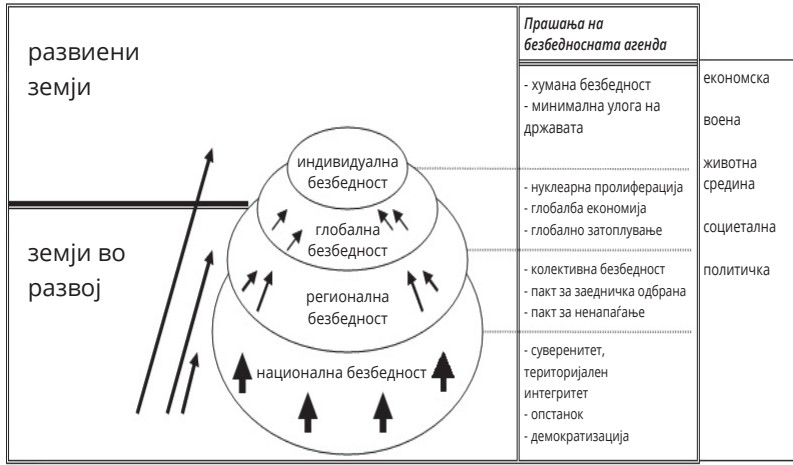 развиени
земји
земји во
развој
индивидуална
безбедност
глобална
безбедност
регионална
безбедност
национална безбедност
Прашања на
безбедносната агенда
- хумана безбедност
- минимална улога на
државата
- нуклеарна пролиферација
- глобалба економија
- глобално затоплување
- колективна безбедност
- пакт за заедничка одбрана
- пакт за ненапаѓање
- суверенитет,
територијален
интегритет
- опстанок
- демократизација
економска
воена
животна
средина
социетална
политичка